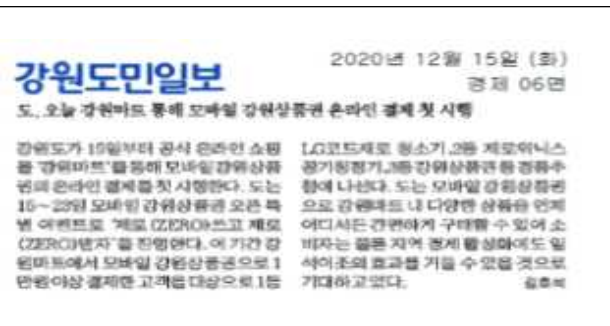 강원도민일보
2020년 12월 15일 (화)
경제 06면
도, 오늘 강원마트 통해 모바일 강원상품권 온라인 결제 첫 시행
강원도가 15일부터 공식 온라인 쇼핑
몰 '강원마트'를 통해 모바일 강원상품
권의 온라인 결제를 첫 시행한다. 도는
15∼23일 모바일 강원상품권 오픈 특
별 이벤트로 '제로(ZERO)쓰고 제로
(ZERO)받자'을 진행한다. 이 기간 강
원마트에서 모바일 강원상품권으로 1
만원이상 결제한 고객을 대상으로 1등
LG코드제로 청소기, 2등 제로위닉스
공기청정기, 3등 강원상품권 등 경품추
첨에 나선다. 도는 모바일 강원상품권
으로 강원마트 내 다양한 상품을 언제
어디서든 간편하게 구매할 수 있어 소
비자는 물론 지역 경제 활성화에도 일
석이조의 효과를 거둘 수 있을 것으로
기대하고 있다.